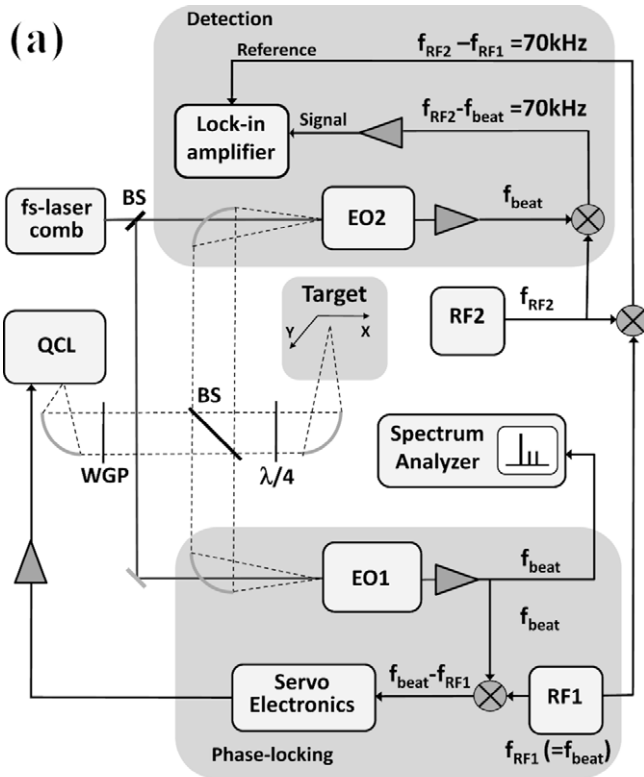 (a)
Detection
Reference
f_RF2 –f_RF1 =70kHz
Lock-in
amplifier
Signal
f_RF2-f_beat =70kHz
fs-laser
comb
BS
EO2
f_beat
Target
Y
X
RF2
f_RF2
QCL
BS
WGP
λ/4
Spectrum
Analyzer
EO1
f_beat
f_beat
Servo
Electronics
f_beat-f_RF1
RF1
Phase-locking
f_RF1 (=f_beat)